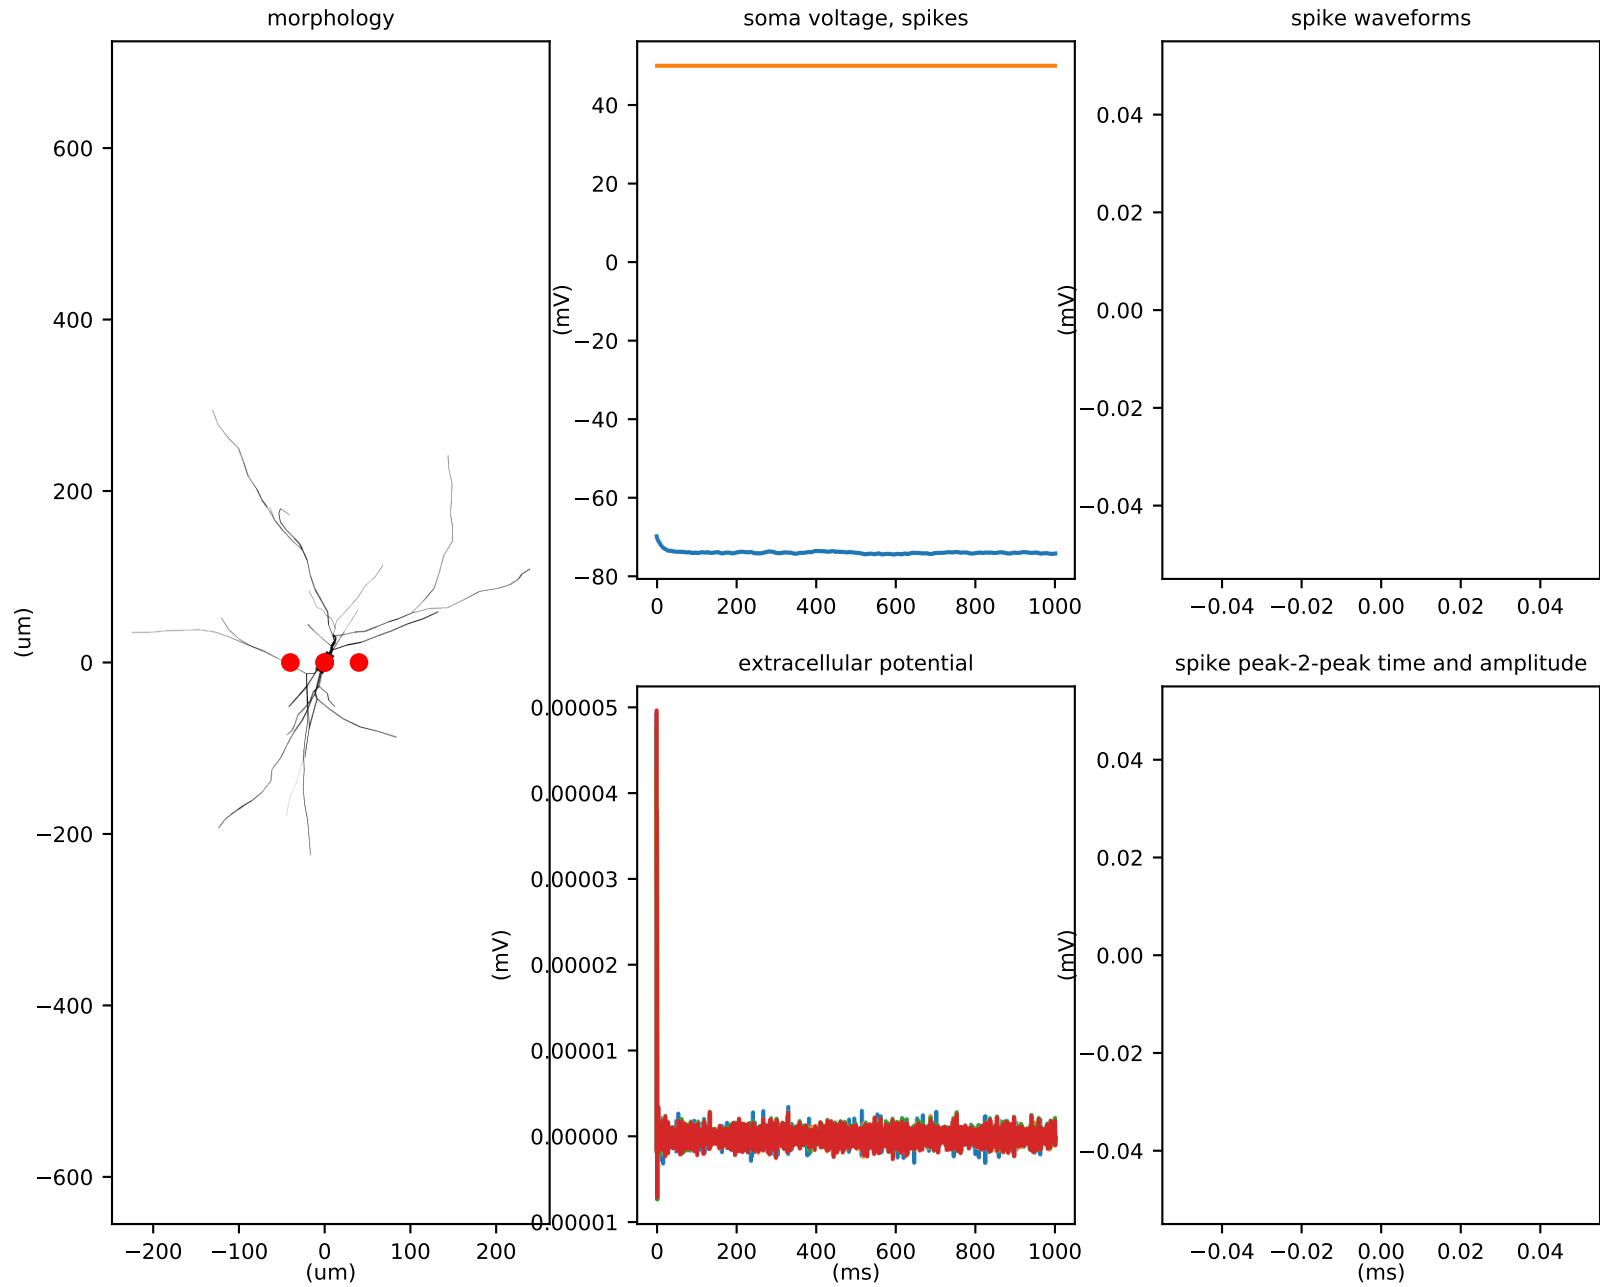 morphology
600
400
200
0
−200
−400
−600
(um)
−200 −100 0 100 200
(um)
soma voltage, spikes
40
20
0
−20
−40
−60
−80
(mV)
0 200 400 600 800 1000
spike waveforms
0.04
0.02
0.00
−0.02
−0.04
(mV)
−0.04 −0.02 0.00 0.02 0.04
extracellular potential
0.00005
0.00004
0.00003
0.00002
0.00001
0.00000
0.00001
(mV)
0 200 400 600 800 1000
(ms)
spike peak-2-peak time and amplitude
0.04
0.02
0.00
−0.02
−0.04
(mV)
−0.04 −0.02 0.00 0.02 0.04
(ms)